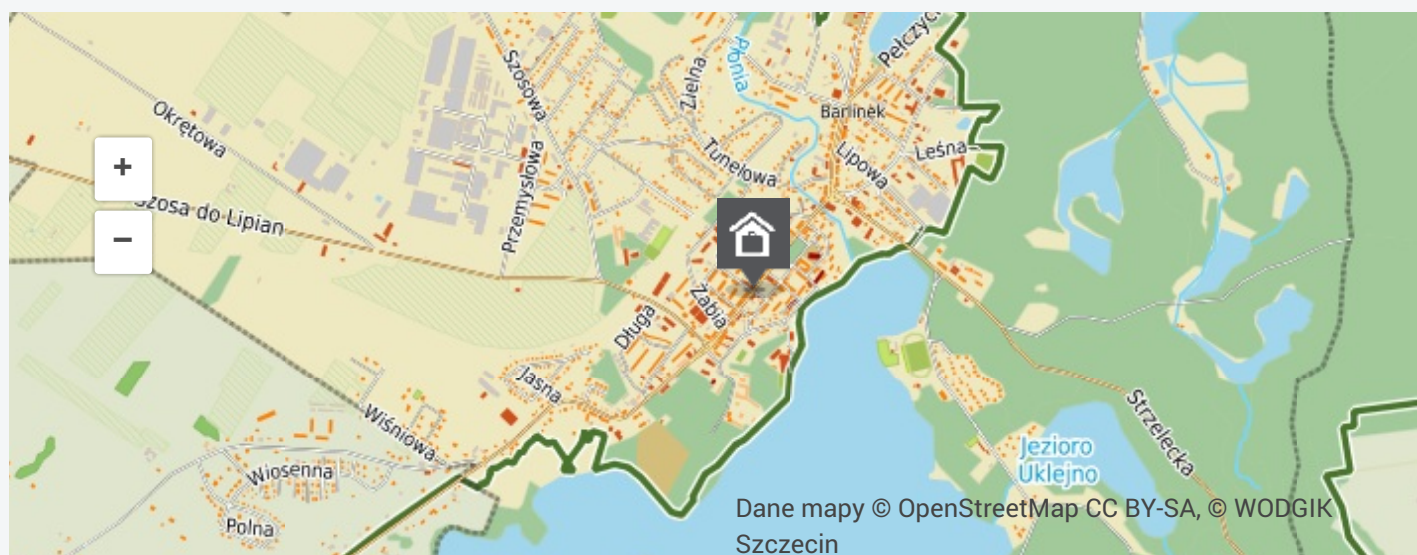 Pełczyc
Płonia
Szosowa
Zielna
Barlinek
Okrętowa
Leśna
Tunelowa
Lipowa
Przemysłowa
+
Szosa do Lipian
−
Żabia
Długa
Jasna
Wiśniowa
Strzelecka
Jezioro
Uklejno
Wiosenna
Polna
Dane mapy © OpenStreetMap CC BY-SA, © WODGIK
Szczecin